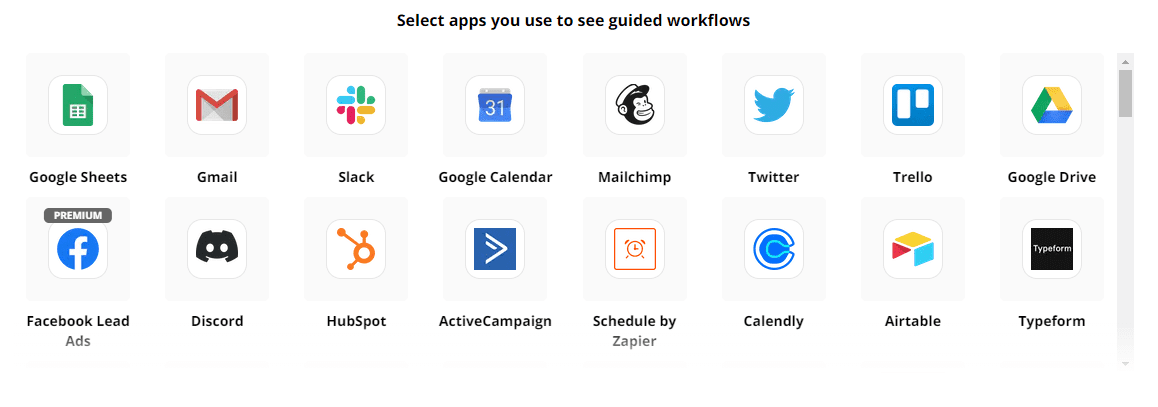 Select apps you use to see guided workflows
31
Google Sheets Gmail Slack Google Calendar Mailchimp Twitter Trello Google Drive
PREMIUM
Typeform
Facebook Lead Ads Discord HubSpot ActiveCampaign Schedule by Zapier Calendly Airtable Typeform